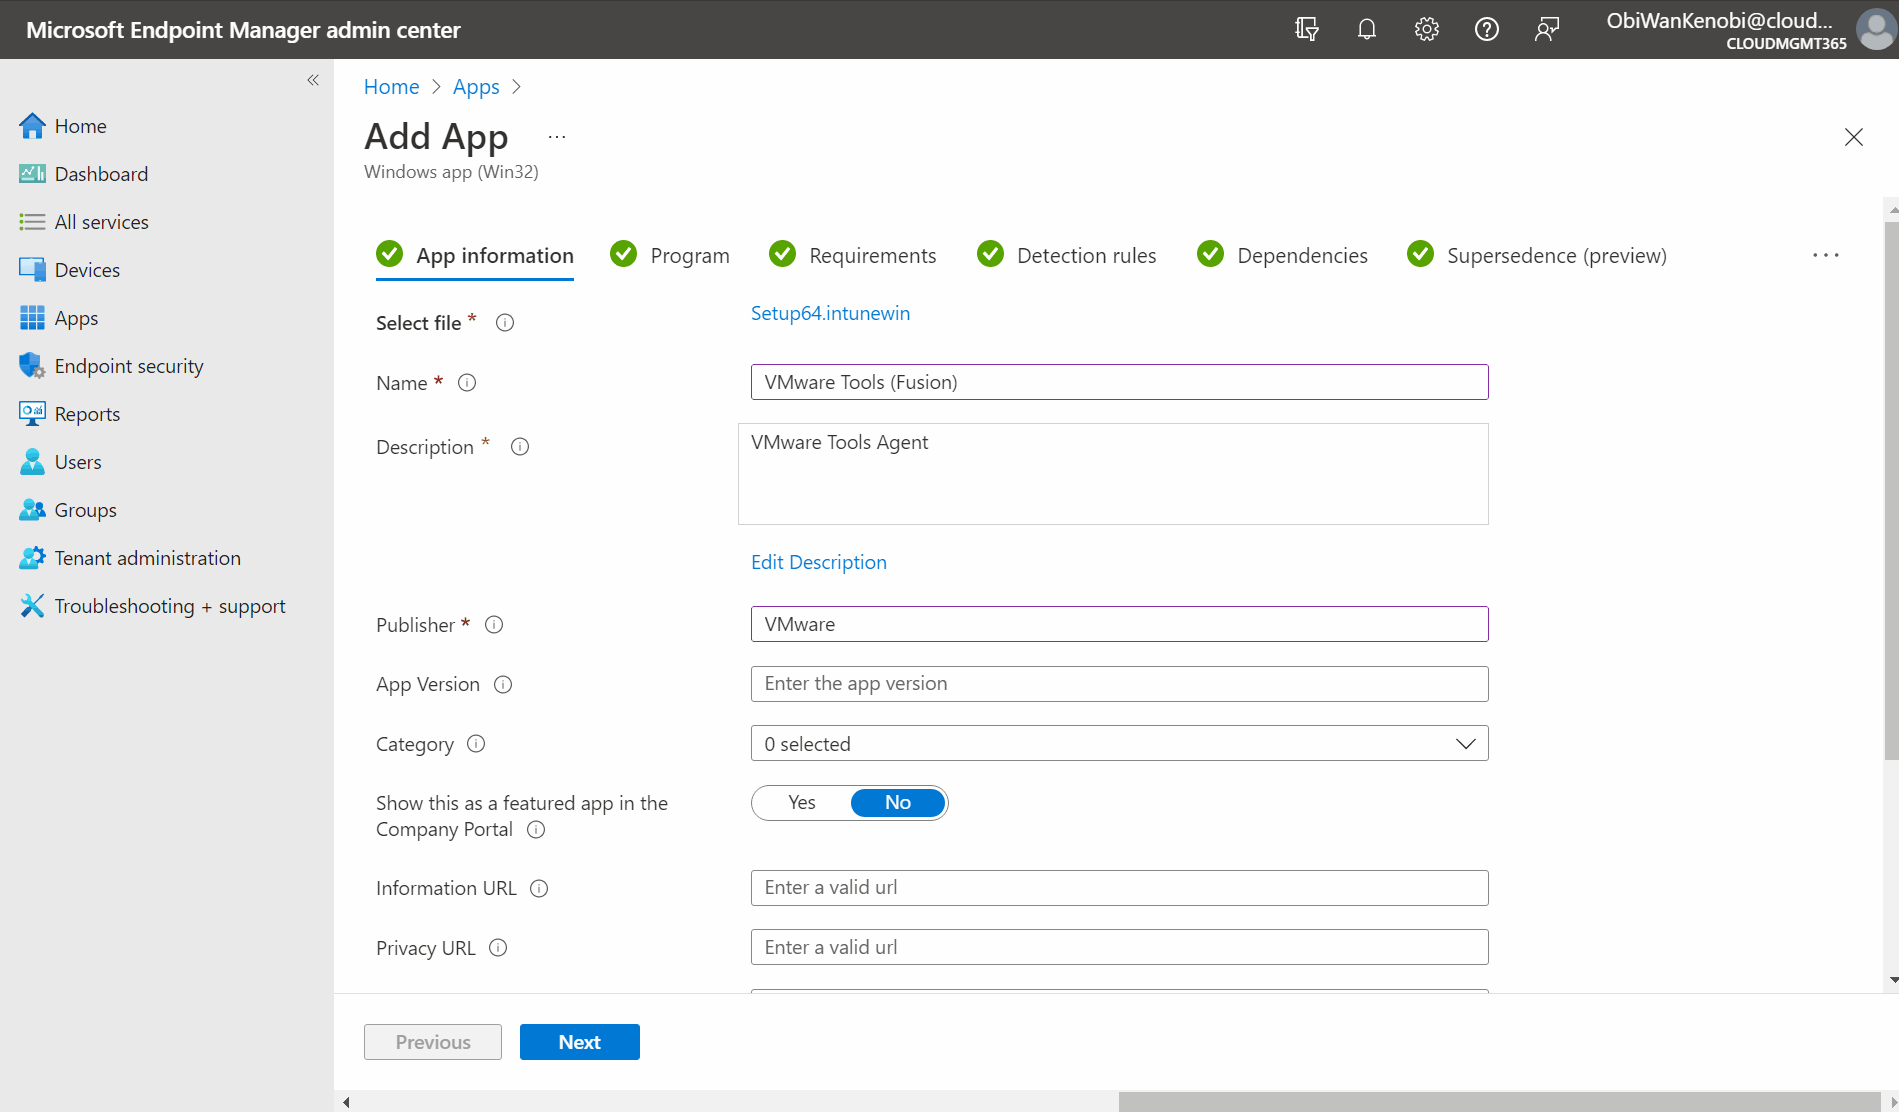 Microsoft Endpoint Manager admin center
ObiWanKenobi@cloud...
CLOUDMGMT365
Home
Dashboard
All services
Devices
Apps
Endpoint security
Reports
Users
Groups
Tenant administration
Troubleshooting + support
Home > Apps >
Add App ...
Windows app (Win32)
App information Program Requirements Detection rules Dependencies Supersedence (preview) ...
Select file * Setup64.intunewin
Name * VMware Tools (Fusion)
Description * VMware Tools Agent
Edit Description
Publisher * VMware
App Version Enter the app version
Category 0 selected
Show this as a featured app in the
Company Portal
Yes No
Information URL Enter a valid url
Privacy URL Enter a valid url
Previous Next